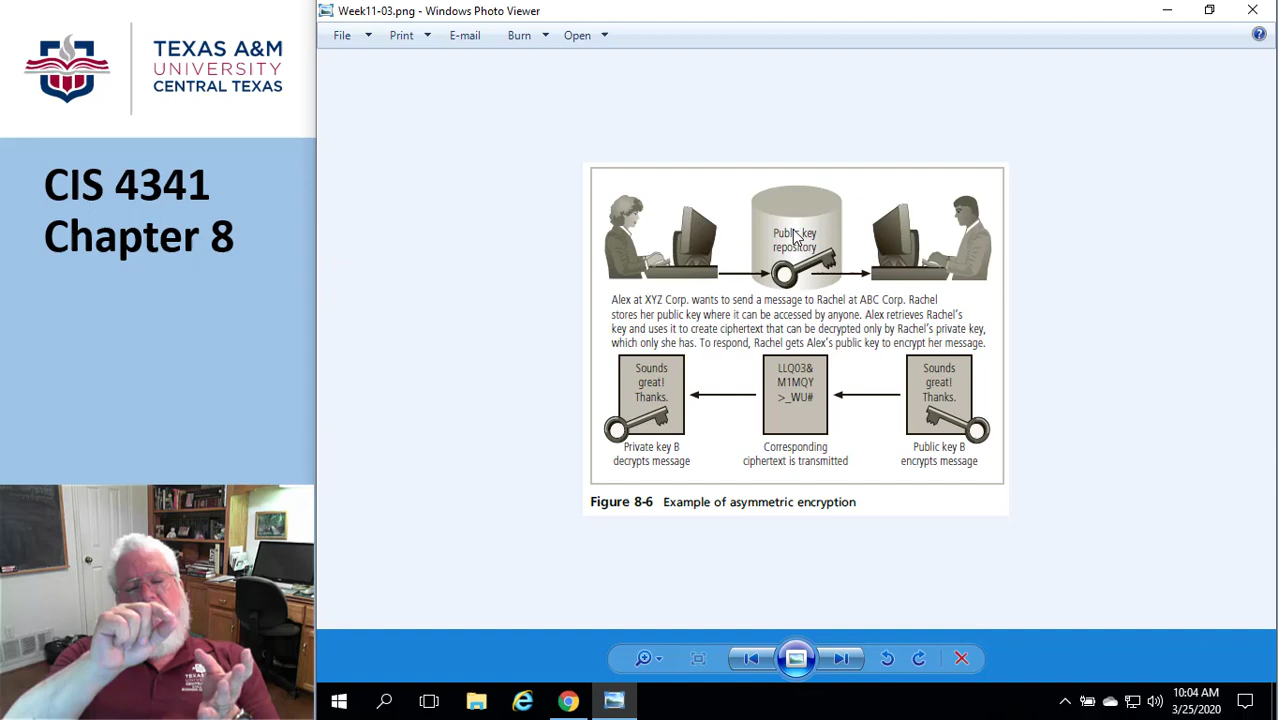 TEXAS A&M
UNIVERSITY
CENTRAL TEXAS
CIS 4341
Chapter 8
Week11-03.png - Windows Photo Viewer
File
Print
E-mail
Burn
Open
Public key
repository
Alex at XYZ Corp. wants to send a message to Rachel at ABC Corp. Rachel
stores her public key where it can be accessed by anyone. Alex retrieves Rachel's
key and uses it to create ciphertext that can be decrypted only by Rachel's private key,
which only she has. To respond, Rachel gets Alex's public key to encrypt her message.
Sounds
great!
Thanks.
LLQ03&
M1MQY
>_WU#
Sounds
great!
Thanks.
Private key B
decrypts message
Corresponding
ciphertext is transmitted
Public key B
encrypts message
Figure 8-6 Example of asymmetric encryption
10:04 AM
3/25/2020